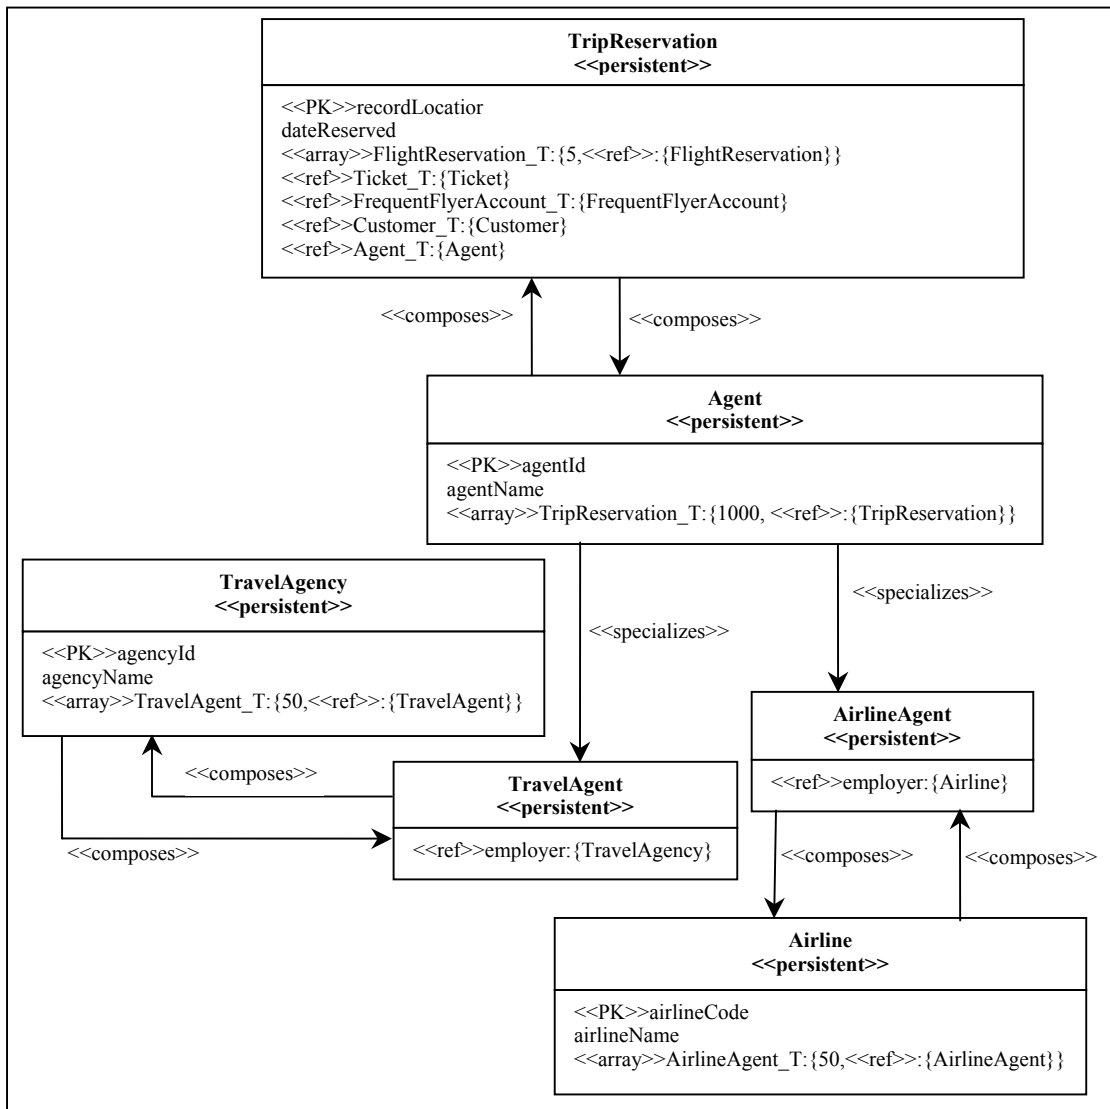 TripReservation
<<persistent>>
<<PK>>recordLocatior
dateReserved
<<array>>FlightReservation_T:{5,<<ref>>:{FlightReservation}}
<<ref>>Ticket_T:{Ticket}
<<ref>>FrequentFlyerAccount_T:{FrequentFlyerAccount}
<<ref>>Customer_T:{Customer}
<<ref>>Agent_T:{Agent}
<<composes>>
<<composes>>
Agent
<<persistent>>
<<PK>>agentId
agentName
<<array>>TripReservation_T:{1000, <<ref>>:{TripReservation}}
TravelAgency
<<persistent>>
<<PK>>agencyId
agencyName
<<array>>TravelAgent_T:{50,<<ref>>:{TravelAgent}}
<<specializes>>
<<specializes>>
AirlineAgent
<<persistent>>
<<ref>>employer:{Airline}
<<composes>>
TravelAgent
<<persistent>>
<<ref>>employer:{TravelAgency}
<<composes>>
<<composes>>
<<composes>>
Airline
<<persistent>>
<<PK>>airlineCode
airlineName
<<array>>AirlineAgent_T:{50,<<ref>>:{AirlineAgent}}